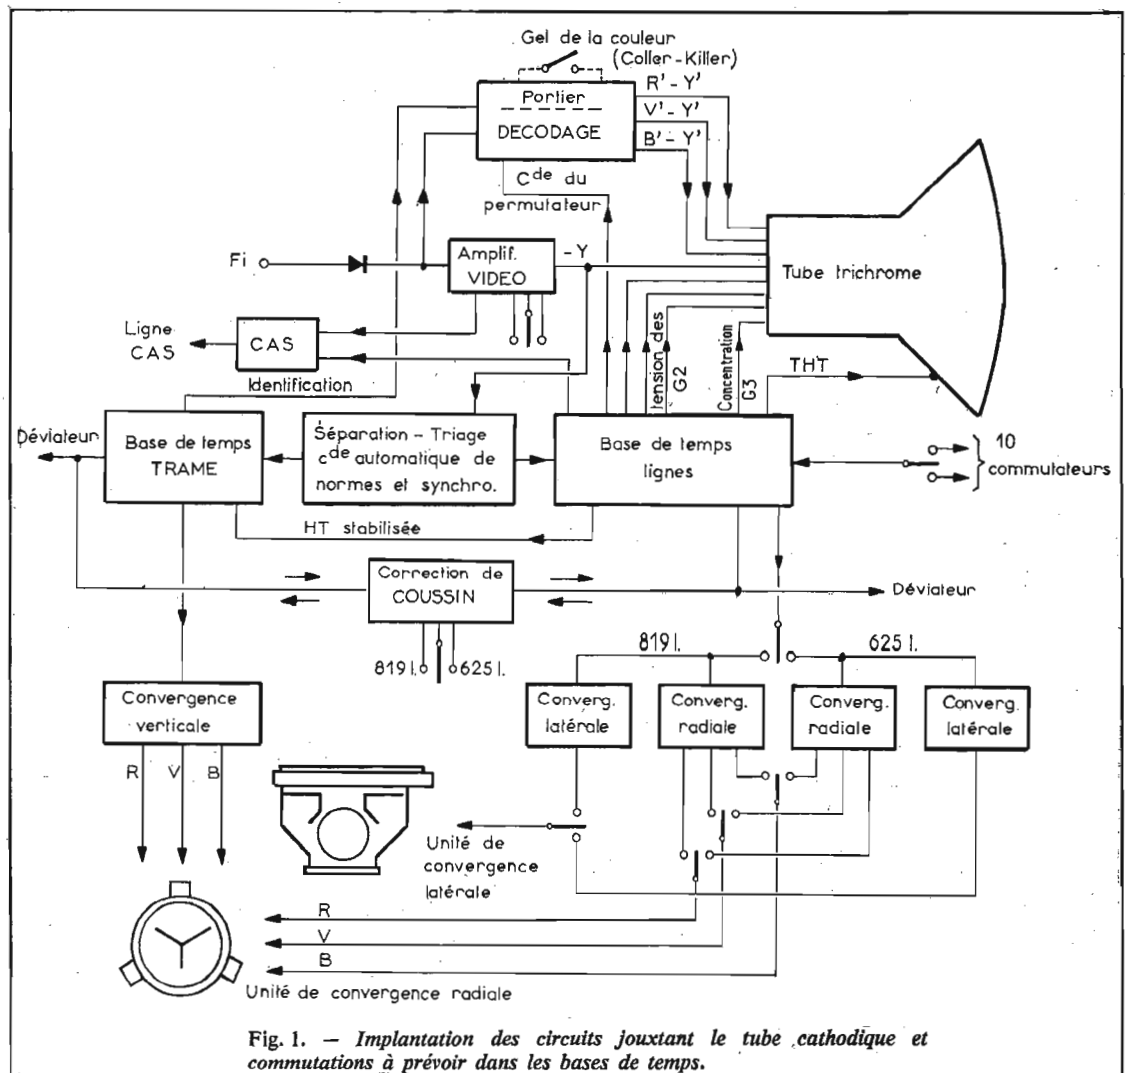 Gel de la couleur
(Coller-Killer)
Portier
DECODAGE
R'-Y'
V'-Y'
B'-Y'
Cde du
permutateur
Fi
Amplif.
VIDEO
-Y
Tube trichrome
Ligne
CAS
CAS
Identification
tension des
G2
Concentration
G3
THT
Déviateur
Base de temps
TRAME
Séparation - Triage
cde automatique de
normes et synchro.
Base de temps
lignes
10
commutateurs
HT stabilisée
Correction de
COUSSIN
Déviateur
819 l.
625 l.
819 l.
625 l.
Convergence
verticale
Converg.
latérale
Converg.
radiale
Converg.
radiale
Converg.
latérale
R
V
B
Unité de
convergence
latérale
R
V
B
Unité de convergence radiale
Fig. 1. — Implantation des circuits jouxtant le tube cathodique et
commutations à prévoir dans les bases de temps.